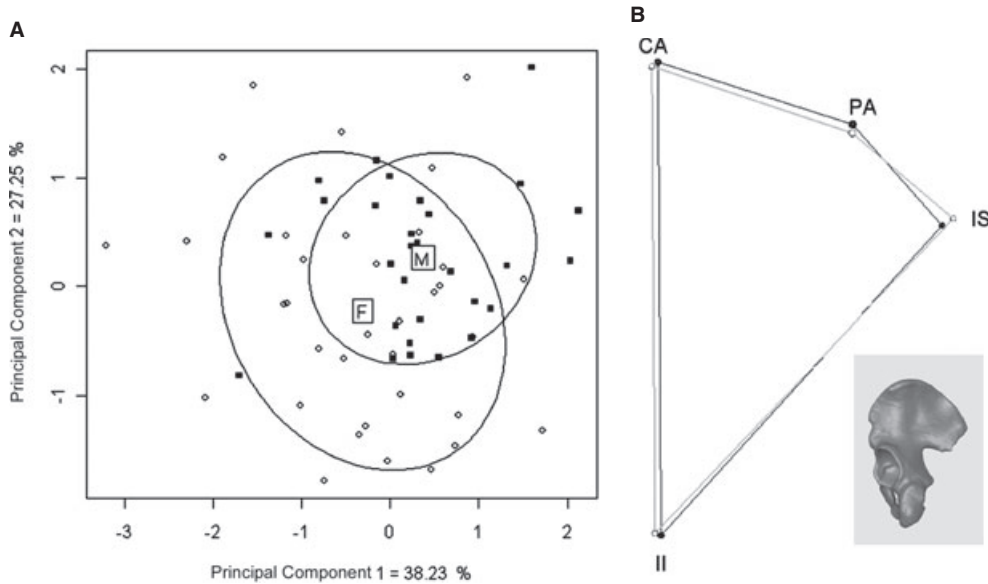 A
B
CA
PA
IS
II
2
1
0
-1
M
F
-3
-2
-1
0
1
2
Principal Component 2 = 27.25 %
Principal Component 1 = 38.23 %